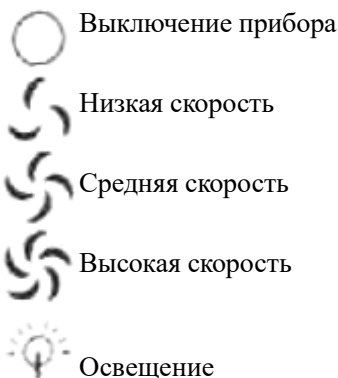 Выключение прибора
Низкая скорость
Средняя скорость
Высокая скорость
Освещение